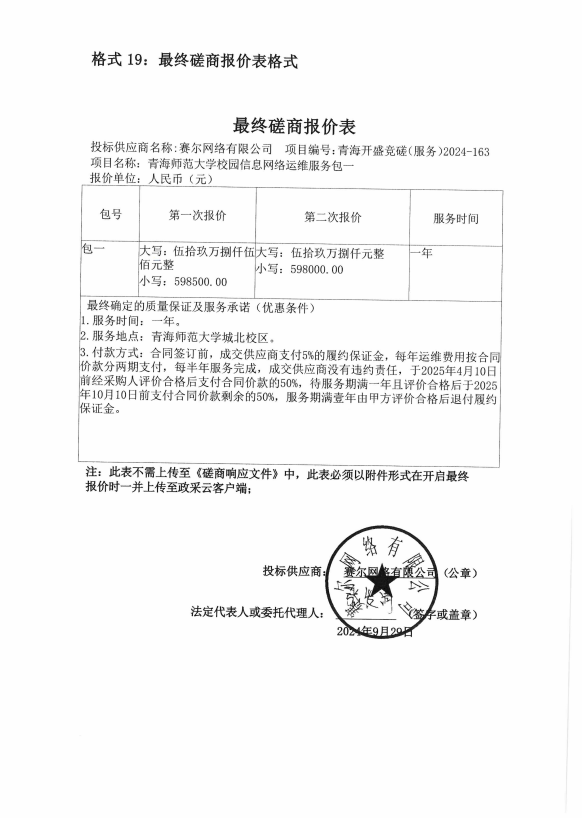 格式 19：最终磋商报价表格式
最终磋商报价表
投标供应商名称:赛尔网络有限公司 项目编号:青海开盛竞磋(服务)2024-163
项目名称：青海师范大学校园信息网络运维服务包一
报价单位：人民币（元）
包号 第一次报价 第二次报价 服务时间
包一 大写：伍拾玖万捌仟伍佰元整 小写：598500.00 大写：伍拾玖万捌仟元整 小写：598000.00 一年
最终确定的质量保证及服务承诺（优惠条件）
1.服务时间：一年。
2.服务地点：青海师范大学城北校区。
3.付款方式：合同签订前，成交供应商支付5%的履约保证金，每年运维费用按合同
价款分两期支付，每半年服务完成，成交供应商没有违约责任，于2025年4月10日
前经采购人评价合格后支付合同价款的50%，待服务期满一年且评价合格后于2025
年10月10日前支付合同价款剩余的50%，服务期满壹年由甲方评价合格后退付履约
保证金。
注：此表不需上传至《磋商响应文件》中，此表必须以附件形式在开启最终
报价时一并上传至政采云客户端；
投标供应商：赛尔网络有限公司（公章）
法定代表人或委托代理人： （签字或盖章）
2024年9月29日
赛尔网络有限公司